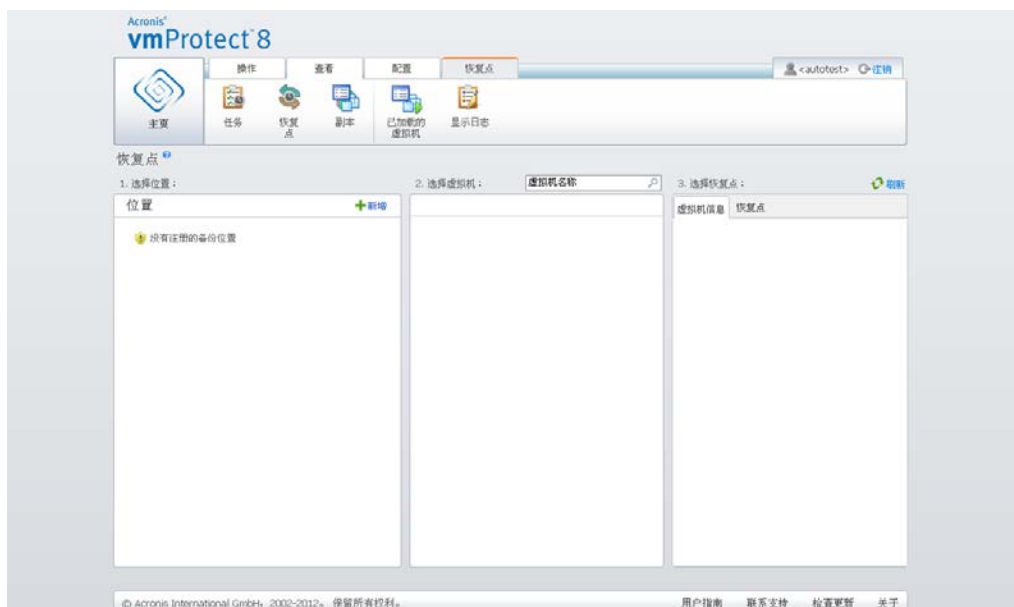 Acronis®
vmProtect™8
操作 查看 配置 恢复点 <autotest> 注销
主页 任务 恢复点 副本 已加载的虚拟机 显示日志
恢复点
1. 选择位置： 2. 选择虚拟机： 虚拟机名称 3. 选择恢复点： 刷新
位置 新增 虚拟机信息 恢复点
没有注册的备份位置
© Acronis International GmbH。 2002-2012。 保留所有权利。 用户指南 联系支持 检查更新 关于